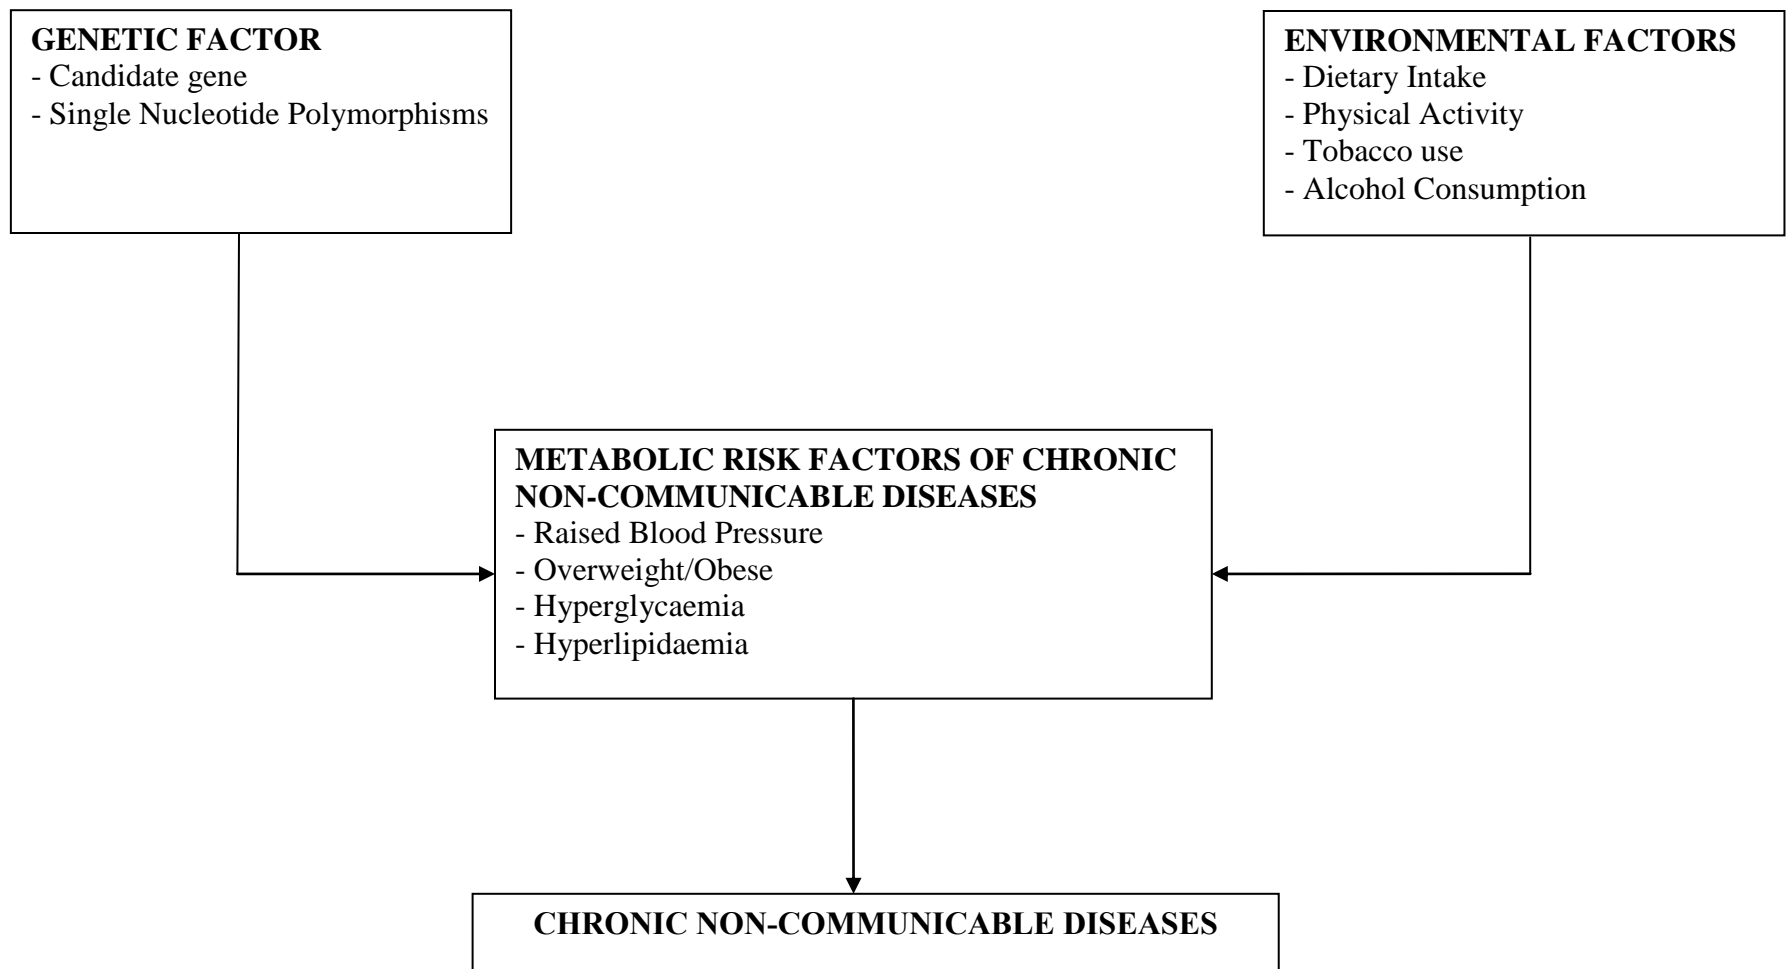 GENETIC FACTOR
- Candidate gene
- Single Nucleotide Polymorphisms
ENVIRONMENTAL FACTORS
- Dietary Intake
- Physical Activity
- Tobacco use
- Alcohol Consumption
METABOLIC RISK FACTORS OF CHRONIC
NON-COMMUNICABLE DISEASES
- Raised Blood Pressure
- Overweight/Obese
- Hyperglycaemia
- Hyperlipidaemia
CHRONIC NON-COMMUNICABLE DISEASES